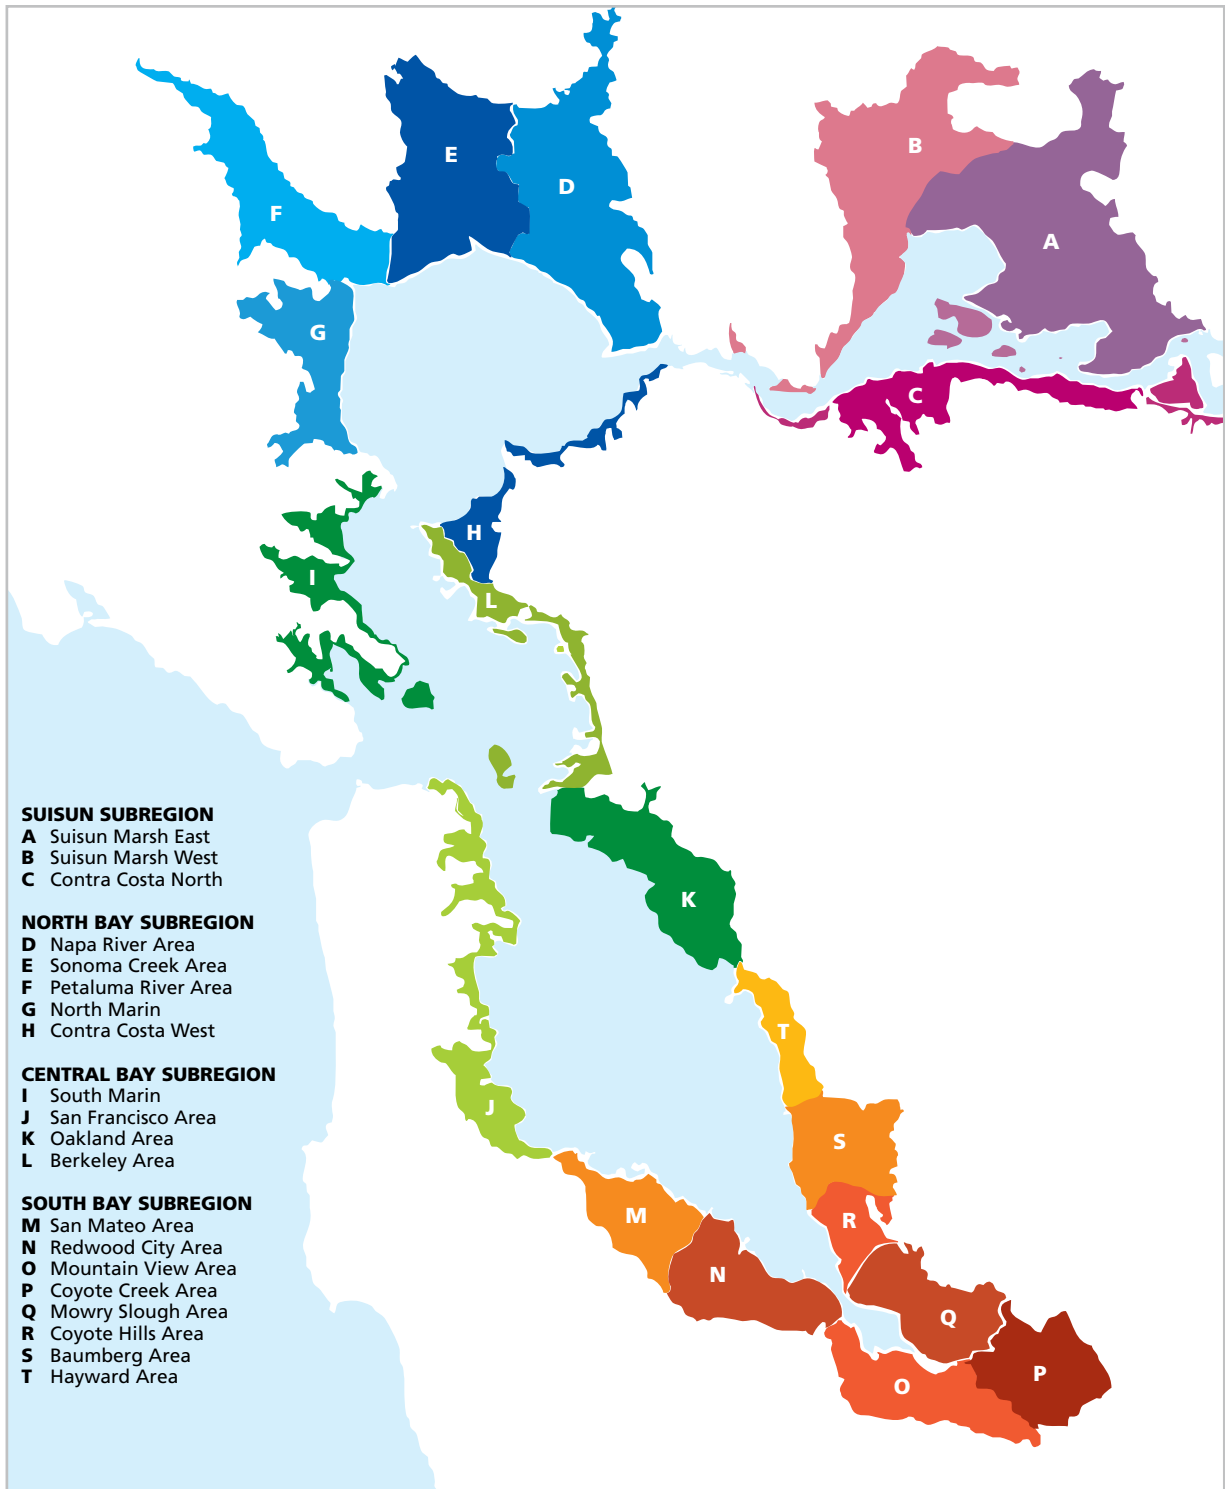 B
E
D
F
A
G
C
H
I
L
K
T
J
S
M
R
N
Q
P
O
SUISUN SUBREGION
A Suisun Marsh East
B Suisun Marsh West
C Contra Costa North
NORTH BAY SUBREGION
D Napa River Area
E Sonoma Creek Area
F Petaluma River Area
G North Marin
H Contra Costa West
CENTRAL BAY SUBREGION
I South Marin
J San Francisco Area
K Oakland Area
L Berkeley Area
SOUTH BAY SUBREGION
M San Mateo Area
N Redwood City Area
O Mountain View Area
P Coyote Creek Area
Q Mowry Slough Area
R Coyote Hills Area
S Baumberg Area
T Hayward Area